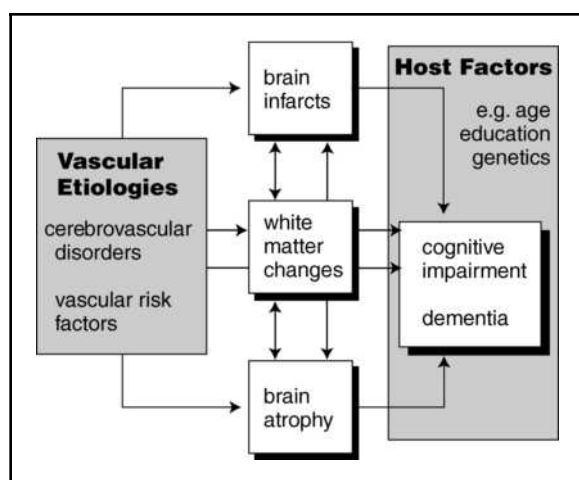 Vascular
Etiologies
cerebrovascular
disorders
vascular risk
factors
brain
infarcts
white
matter
changes
brain
atrophy
Host Factors
e.g. age
education
genetics
cognitive
impairment
dementia